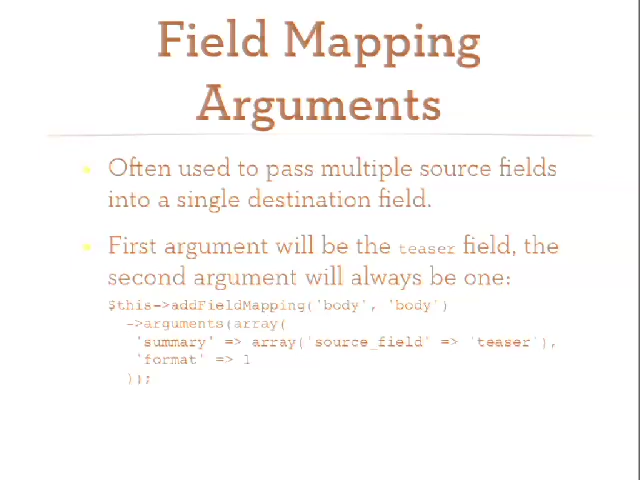 Field Mapping
Arguments
Often used to pass multiple source fields
into a single destination field.
First argument will be the teaser field, the
second argument will always be one:
$this->addFieldMapping('body', 'body')
->arguments(array(
'summary' => array('source_field' => 'teaser'),
'format' => 1
));